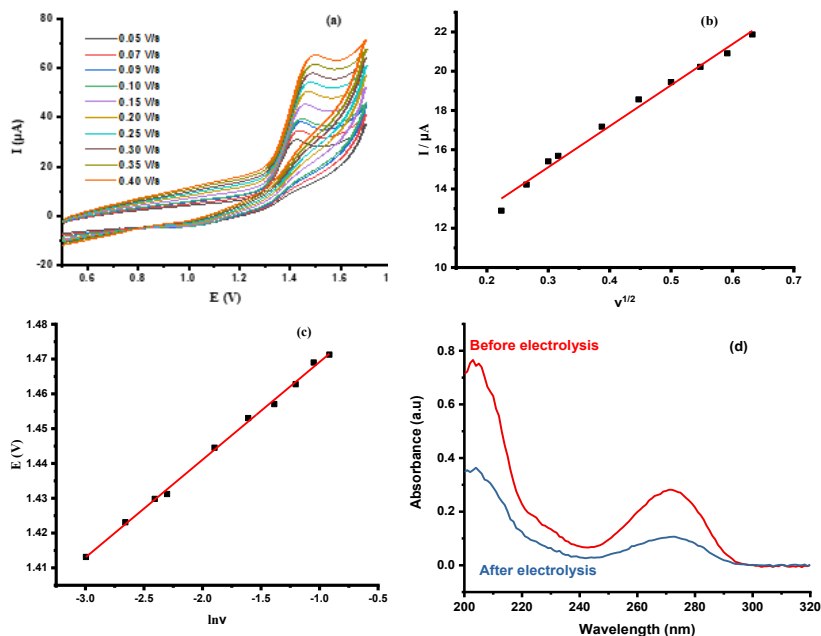 (a)
80
60
40
20
0
-20
I (µA)
0.05 V/s
0.07 V/s
0.09 V/s
0.10 V/s
0.15 V/s
0.20 V/s
0.25 V/s
0.30 V/s
0.35 V/s
0.40 V/s
0.6 0.8 1.0 1.2 1.4 1.6 1
E (V)
(b)
22
20
18
16
14
12
10
I / µA
0.2 0.3 0.4 0.5 0.6 0.7
v1/2
(c)
1.48
1.47
1.46
1.45
1.44
1.43
1.42
1.41
E (V)
-3.0 -2.5 -2.0 -1.5 -1.0 -0.5
lnv
(d)
Before electrolysis
0.8
0.6
0.4
0.2
0.0
Absorbance (a.u)
After electrolysis
200 220 240 260 280 300 320
Wavelength (nm)